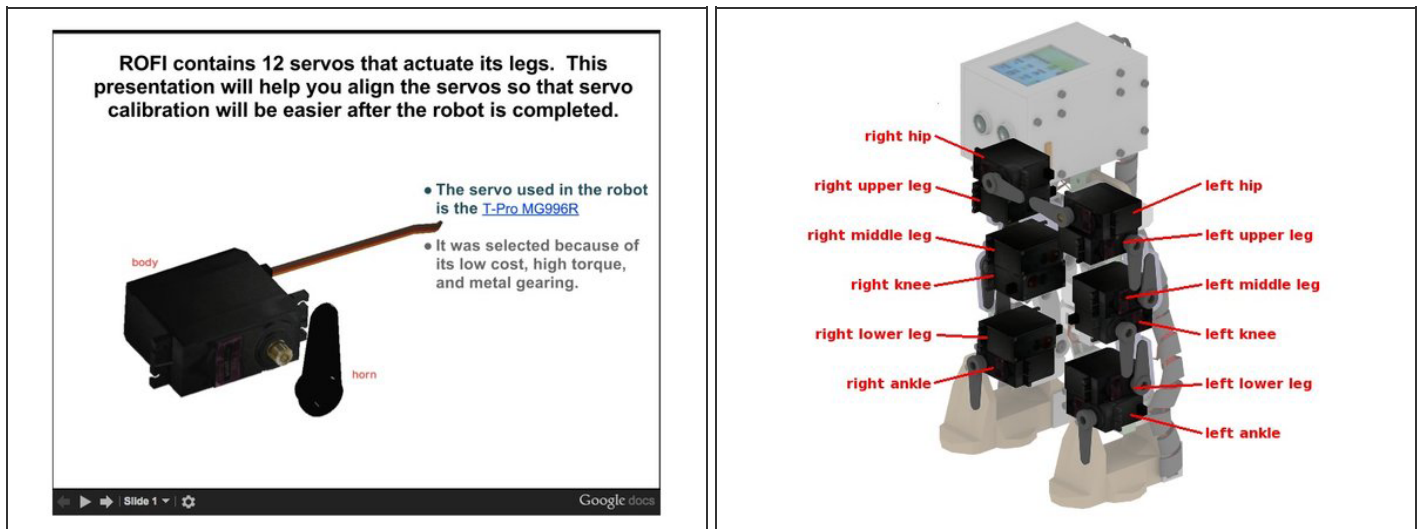 ROFI contains 12 servos that actuate its legs. This
presentation will help you align the servos so that servo
calibration will be easier after the robot is completed.
● The servo used in the robot
is the T-Pro MG996R
● It was selected because of
its low cost, high torque,
and metal gearing.
body
horn
Slide 1
Google docs
right hip
right upper leg
right middle leg
right knee
right lower leg
right ankle
left hip
left upper leg
left middle leg
left knee
left lower leg
left ankle